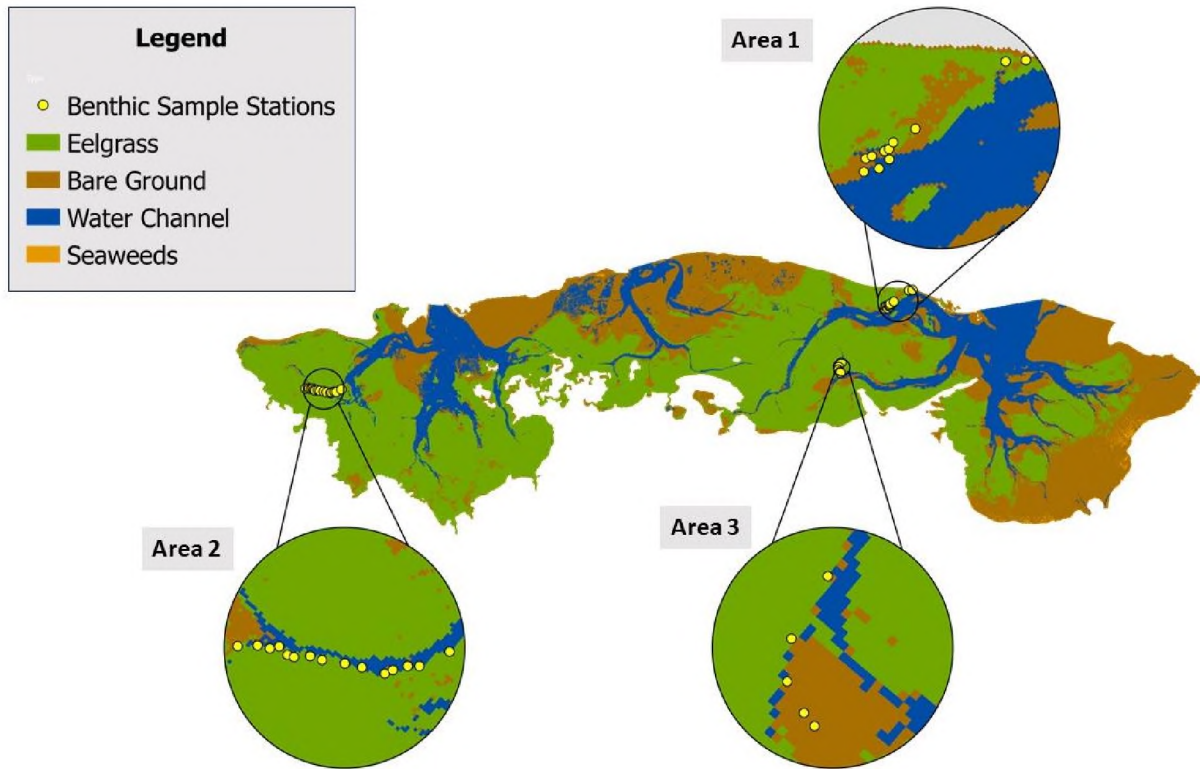 Legend
Benthic Sample Stations
Eelgrass
Bare Ground
Water Channel
Seaweeds
Area 1
Area 2
Area 3